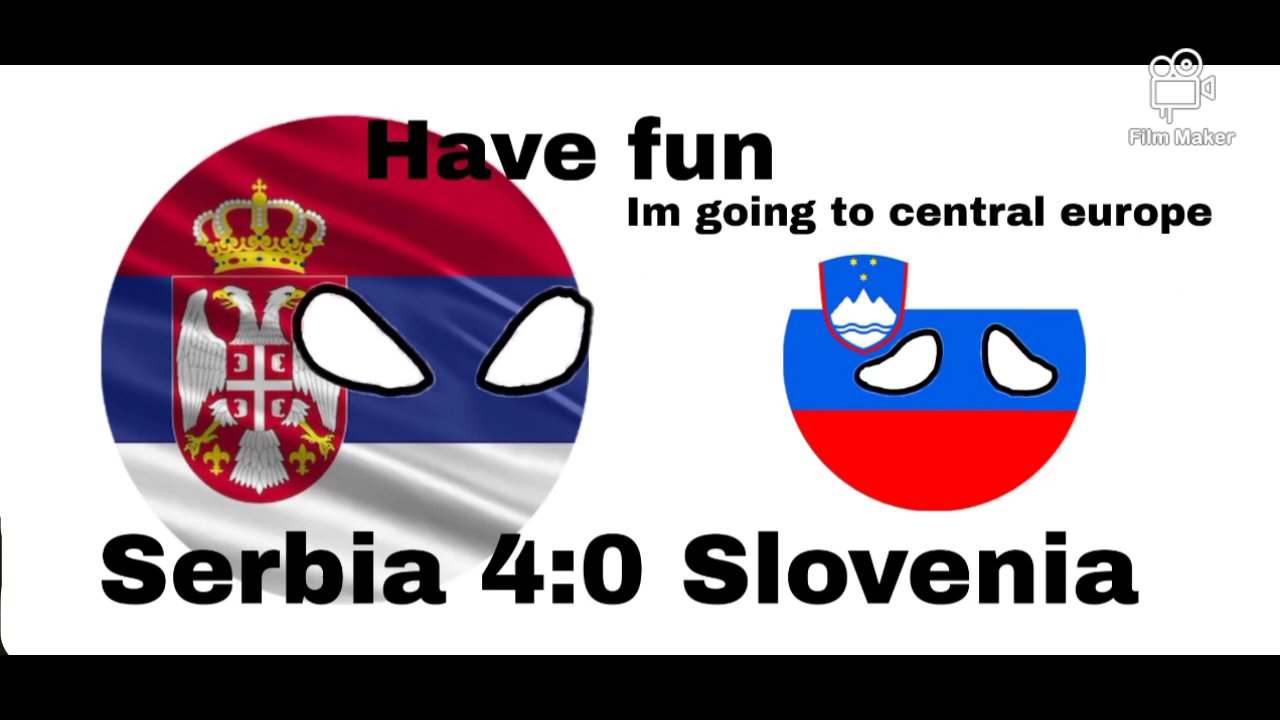 Have fun
Film Maker
Im going to central europe
Serbia 4:0 Slovenia